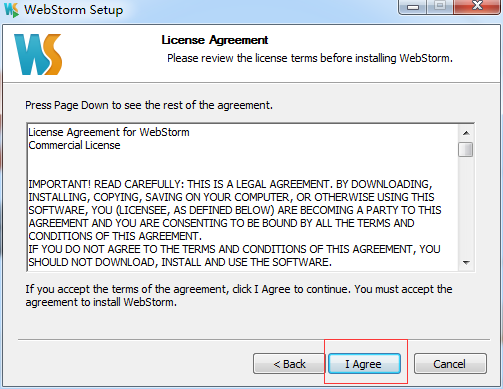 WebStorm Setup
WS
License Agreement
Please review the license terms before installing WebStorm.
Press Page Down to see the rest of the agreement.
License Agreement for WebStorm
Commercial License
IMPORTANT! READ CAREFULLY: THIS IS A LEGAL AGREEMENT. BY DOWNLOADING,
INSTALLING, COPYING, SAVING ON YOUR COMPUTER, OR OTHERWISE USING THIS
SOFTWARE, YOU (LICENSEE, AS DEFINED BELOW) ARE BECOMING A PARTY TO THIS
AGREEMENT AND YOU ARE CONSENTING TO BE BOUND BY ALL THE TERMS AND
CONDITIONS OF THIS AGREEMENT.
IF YOU DO NOT AGREE TO THE TERMS AND CONDITIONS OF THIS AGREEMENT, YOU
SHOULD NOT DOWNLOAD, INSTALL AND USE THE SOFTWARE.
If you accept the terms of the agreement, click I Agree to continue. You must accept the
agreement to install WebStorm.
< Back
I Agree
Cancel